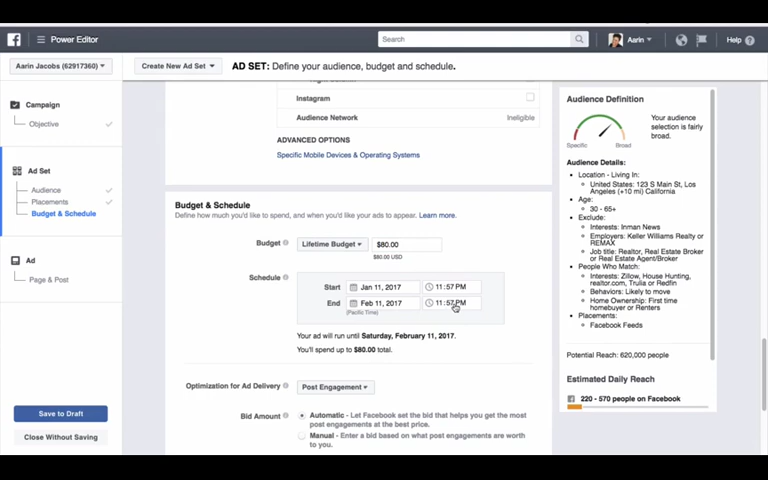 Power Editor
Search
Aarin
Help
Aarin Jacobs (62917360)
Create New Ad Set
AD SET: Define your audience, budget and schedule.
Campaign
Objective
Ad Set
Audience
Placements
Budget & Schedule
Ad
Page & Post
Save to Draft
Close Without Saving
Instagram
Audience Network
Ineligible
ADVANCED OPTIONS
Specific Mobile Devices & Operating Systems
Budget & Schedule
Define how much you'd like to spend, and when you'd like your ads to appear. Learn more.
Budget
Lifetime Budget
$80.00
$80.00 USD
Schedule
Start
Jan 11, 2017
11:57 PM
End
Feb 11, 2017
11:57 PM
(Pacific Time)
Your ad will run until Saturday, February 11, 2017.
You'll spend up to $80.00 total.
Optimization for Ad Delivery
Post Engagement
Bid Amount
Automatic - Let Facebook set the bid that helps you get the most
post engagements at the best price.
Manual - Enter a bid based on what post engagements are worth
to you.
Audience Definition
Specific
Broad
Your audience
selection is fairly
broad.
Audience Details:
Location - Living In:
United States: 123 S Main St, Los
Angeles (+10 mi) California
Age:
30 - 65+
Exclude:
Interests: Inman News
Employers: Keller Williams Realty or
REMAX
Job title: Realtor, Real Estate Broker
or Real Estate Agent/Broker
People Who Match:
Interests: Zillow, House Hunting,
realtor.com, Trulia or Redfin
Behaviors: Likely to move
Home Ownership: First time
homebuyer or Renters
Placements:
Facebook Feeds
Potential Reach: 620,000 people
Estimated Daily Reach
220 - 570 people on Facebook